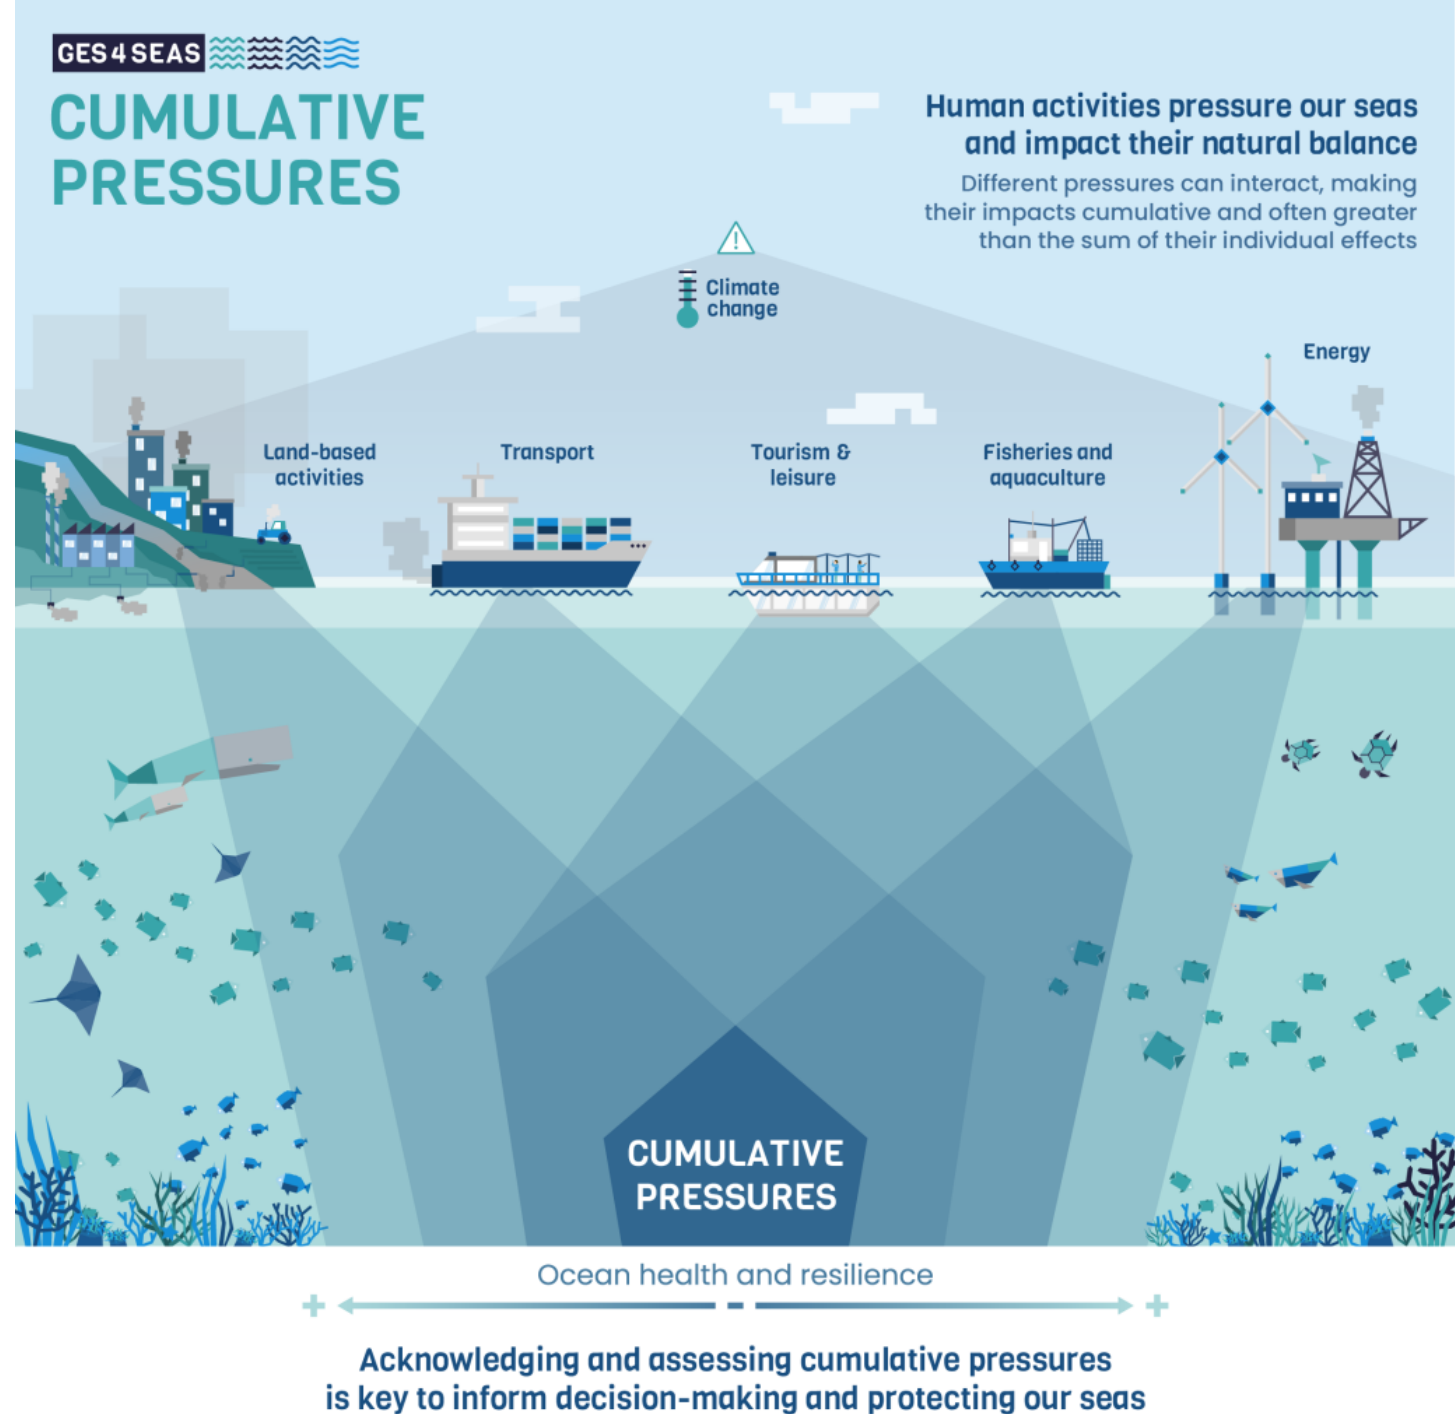 GES4SEAS
CUMULATIVE
PRESSURES
Human activities pressure our seas
and impact their natural balance
Different pressures can interact, making
their impacts cumulative and often greater
than the sum of their individual effects
Climate
change
Energy
Land-based
activities
Transport
Tourism &
leisure
Fisheries and
aquaculture
CUMULATIVE
PRESSURES
Ocean health and resilience
+ - +
Acknowledging and assessing cumulative pressures
is key to inform decision-making and protecting our seas